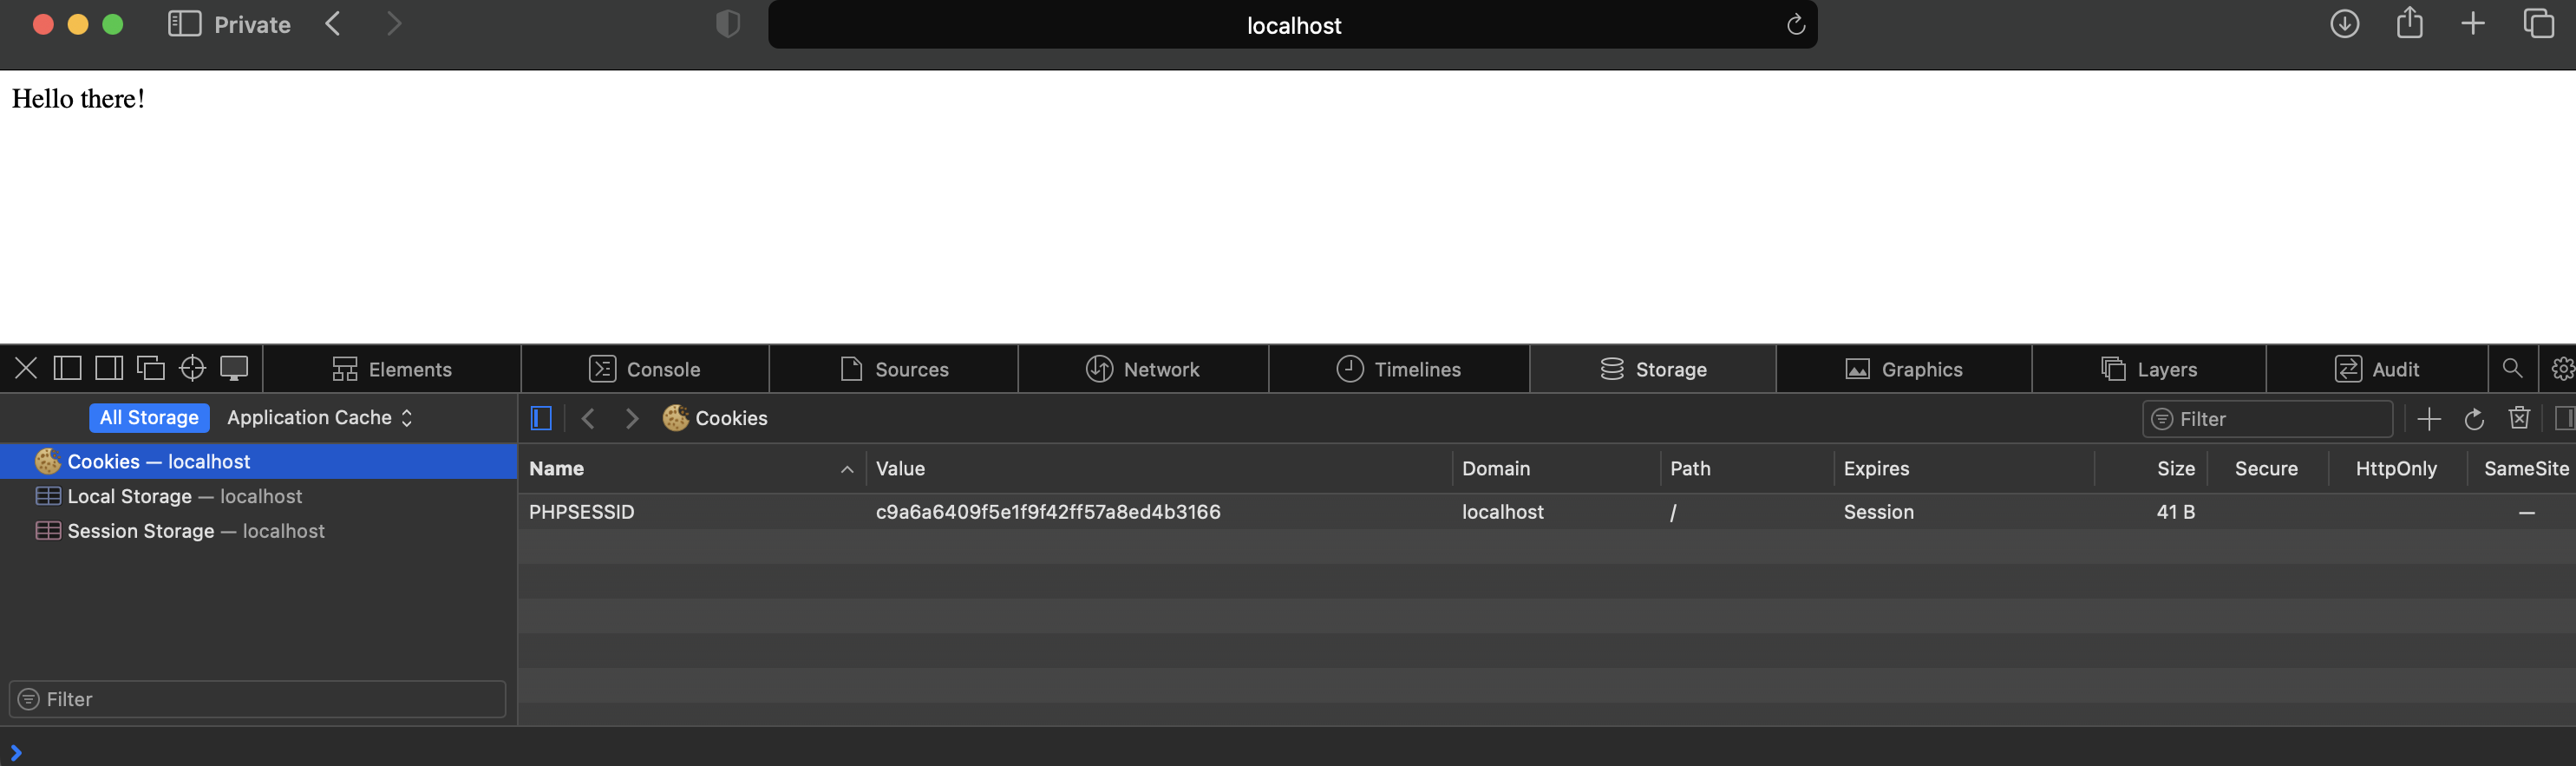 Private
localhost
Hello there!
Elements Console Sources Network Timelines Storage Graphics Layers Audit
All Storage Application Cache
Cookies
Filter
Cookies — localhost
Local Storage — localhost
Session Storage — localhost
Filter
Name Value Domain Path Expires Size Secure HttpOnly SameSite
PHPSESSID c9a6a6409f5e1f9f42ff57a8ed4b3166 localhost / Session 41 B —